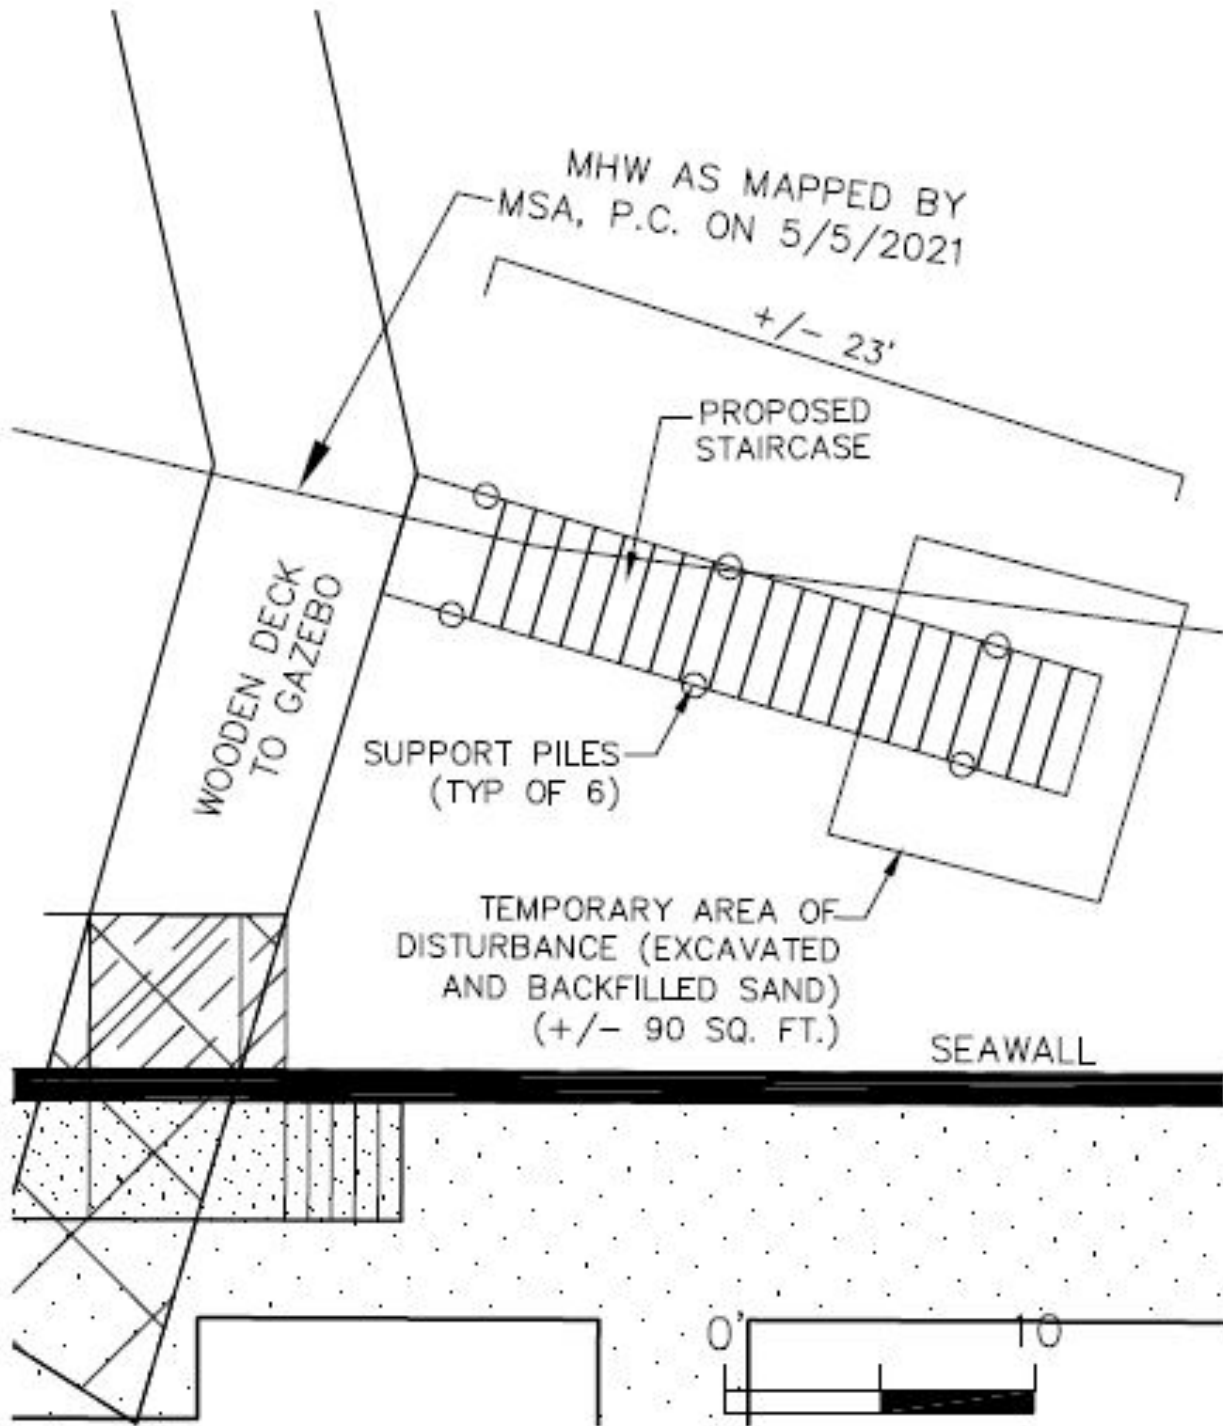 MHW AS MAPPED BY
MSA, P.C. ON 5/5/2021
+/- 23'
PROPOSED
STAIRCASE
WOODEN DECK
TO GAZEBO
SUPPORT PILES
(TYP OF 6)
TEMPORARY AREA OF
DISTURBANCE (EXCAVATED
AND BACKFILLED SAND)
(+/- 90 SQ. FT.)
SEAWALL
0' 10